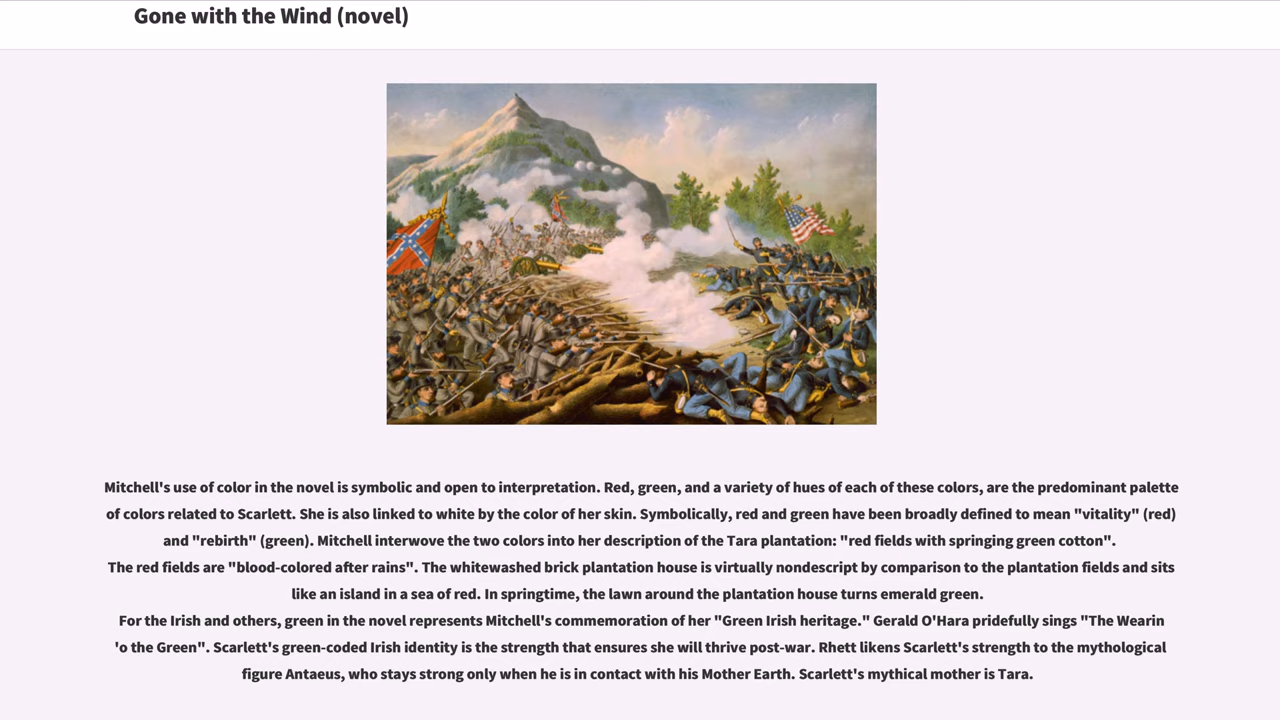 Gone with the Wind (novel)
Mitchell's use of color in the novel is symbolic and open to interpretation. Red, green, and a variety of hues of each of these colors, are the predominant palette
of colors related to Scarlett. She is also linked to white by the color of her skin. Symbolically, red and green have been broadly defined to mean "vitality" (red)
and "rebirth" (green). Mitchell interwove the two colors into her description of the Tara plantation: "red fields with springing green cotton".
The red fields are "blood-colored after rains". The whitewashed brick plantation house is virtually nondescript by comparison to the plantation fields and sits
like an island in a sea of red. In springtime, the lawn around the plantation house turns emerald green.
For the Irish and others, green in the novel represents Mitchell's commemoration of her "Green Irish heritage." Gerald O'Hara pridefully sings "The Wearin
'o the Green". Scarlett's green-coded Irish identity is the strength that ensures she will thrive post-war. Rhett likens Scarlett's strength to the mythological
figure Antaeus, who stays strong only when he is in contact with his Mother Earth. Scarlett's mythical mother is Tara.